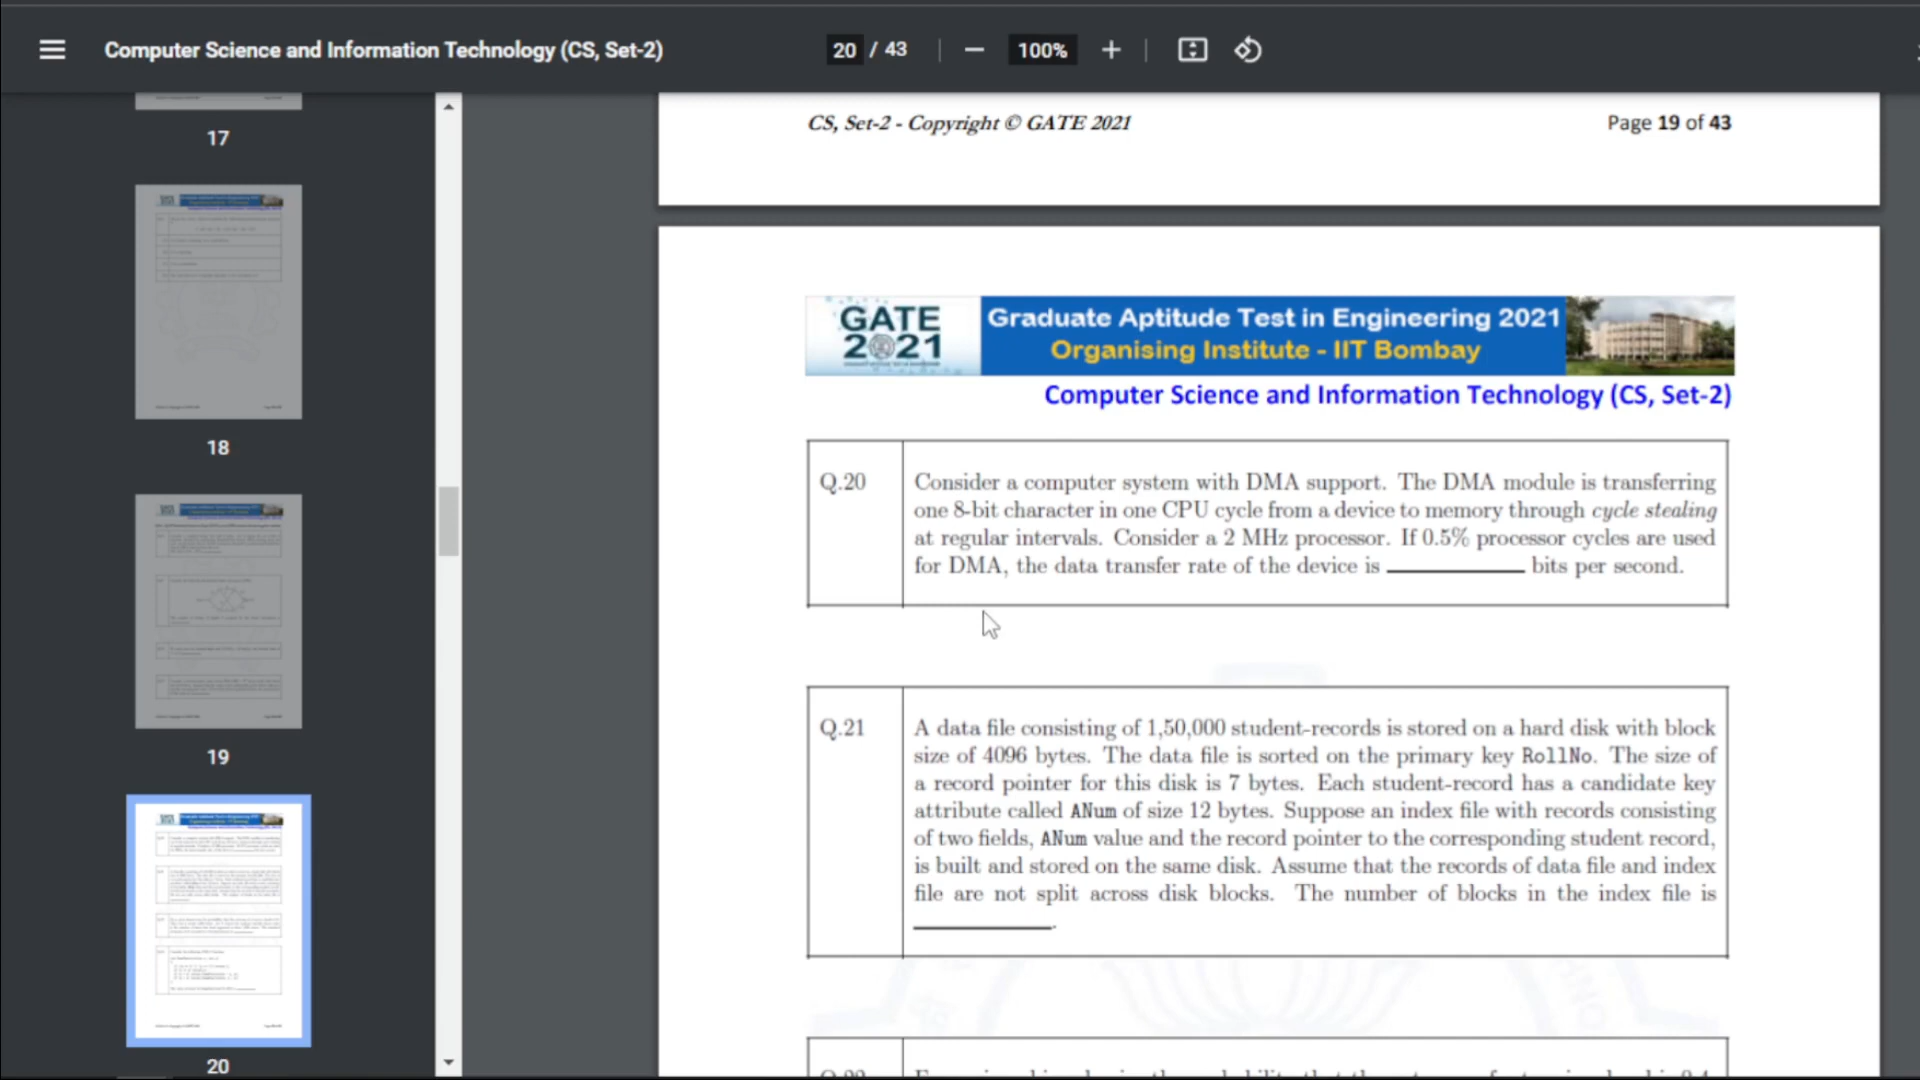 Computer Science and Information Technology (CS, Set-2)
20 / 43
100%
17
18
19
20
CS, Set-2 - Copyright © GATE 2021
Page 19 of 43
GATE
2021
Graduate Aptitude Test in Engineering 2021
Organising Institute - IIT Bombay
Computer Science and Information Technology (CS, Set-2)
Q.20
Consider a computer system with DMA support. The DMA module is transferring
one 8-bit character in one CPU cycle from a device to memory through cycle stealing
at regular intervals. Consider a 2 MHz processor. If 0.5% processor cycles are used
for DMA, the data transfer rate of the device is __________ bits per second.
Q.21
A data file consisting of 1,50,000 student-records is stored on a hard disk with block
size of 4096 bytes. The data file is sorted on the primary key RollNo. The size of
a record pointer for this disk is 7 bytes. Each student-record has a candidate key
attribute called ANum of size 12 bytes. Suppose an index file with records consisting
of two fields, ANum value and the record pointer to the corresponding student record,
is built and stored on the same disk. Assume that the records of data file and index
file are not split across disk blocks. The number of blocks in the index file is
__________.